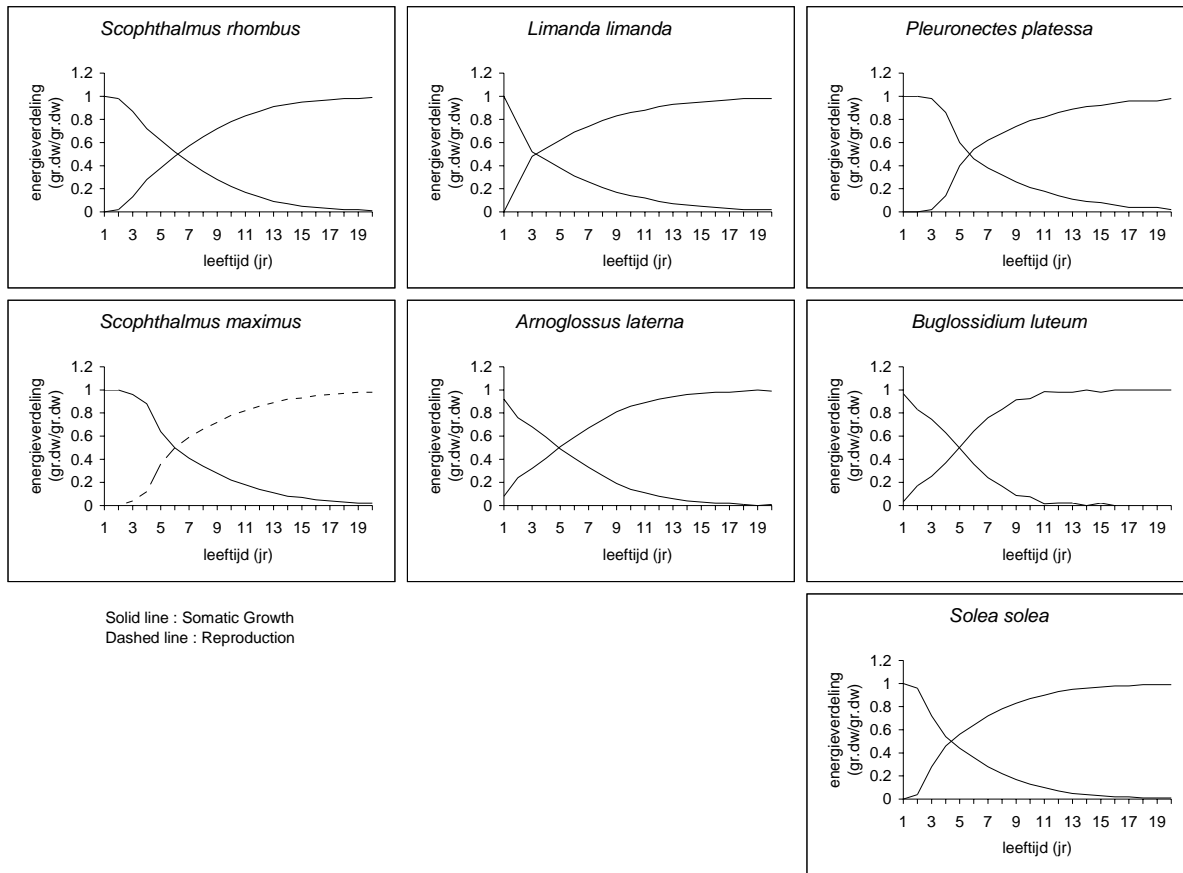 Scophthalmus rhombus
energieverdeling
(gr.dw/gr.dw)
1.2
1
0.8
0.6
0.4
0.2
0
1 3 5 7 9 11 13 15 17 19
leeftijd (jr)
Limanda limanda
energieverdeling
(gr.dw/gr.dw)
1.2
1
0.8
0.6
0.4
0.2
0
1 3 5 7 9 11 13 15 17 19
leeftijd (jr)
Pleuronectes platessa
energieverdeling
(gr.dw/gr.dw)
1.2
1
0.8
0.6
0.4
0.2
0
1 3 5 7 9 11 13 15 17 19
leeftijd (jr)
Scophthalmus maximus
energieverdeling
(gr.dw/gr.dw)
1.2
1
0.8
0.6
0.4
0.2
0
1 3 5 7 9 11 13 15 17 19
leeftijd (jr)
Arnoglossus laterna
energieverdeling
(gr.dw/gr.dw)
1.2
1
0.8
0.6
0.4
0.2
0
1 3 5 7 9 11 13 15 17 19
leeftijd (jr)
Buglossidium luteum
energieverdeling
(gr.dw/gr.dw)
1.2
1
0.8
0.6
0.4
0.2
0
1 3 5 7 9 11 13 15 17 19
leeftijd (jr)
Solid line : Somatic Growth
Dashed line : Reproduction
Solea solea
energieverdeling
(gr.dw/gr.dw)
1.2
1
0.8
0.6
0.4
0.2
0
1 3 5 7 9 11 13 15 17 19
leeftijd (jr)